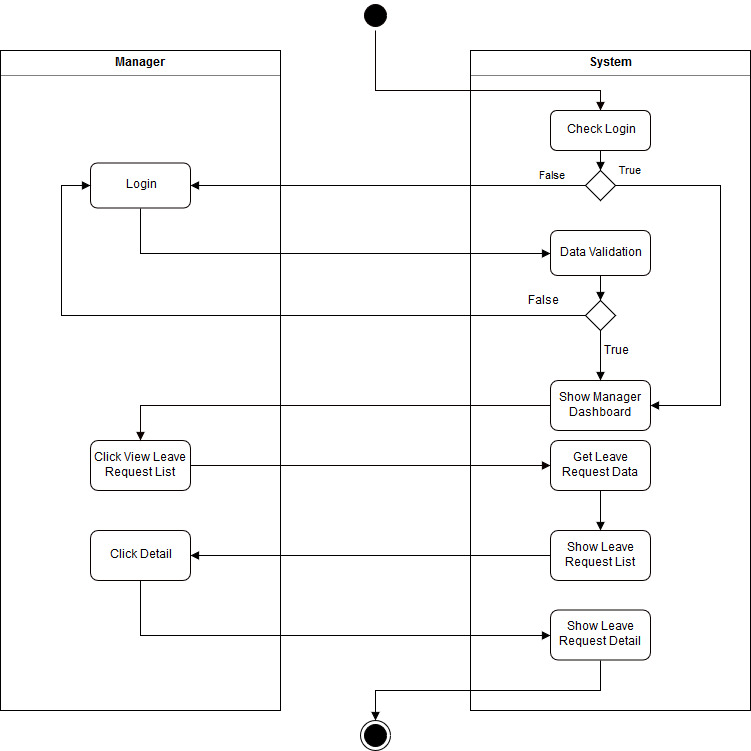 Manager
System
Check Login
False
True
Login
Data Validation
False
True
Show Manager
Dashboard
Click View Leave
Request List
Get Leave
Request Data
Click Detail
Show Leave
Request List
Show Leave
Request Detail